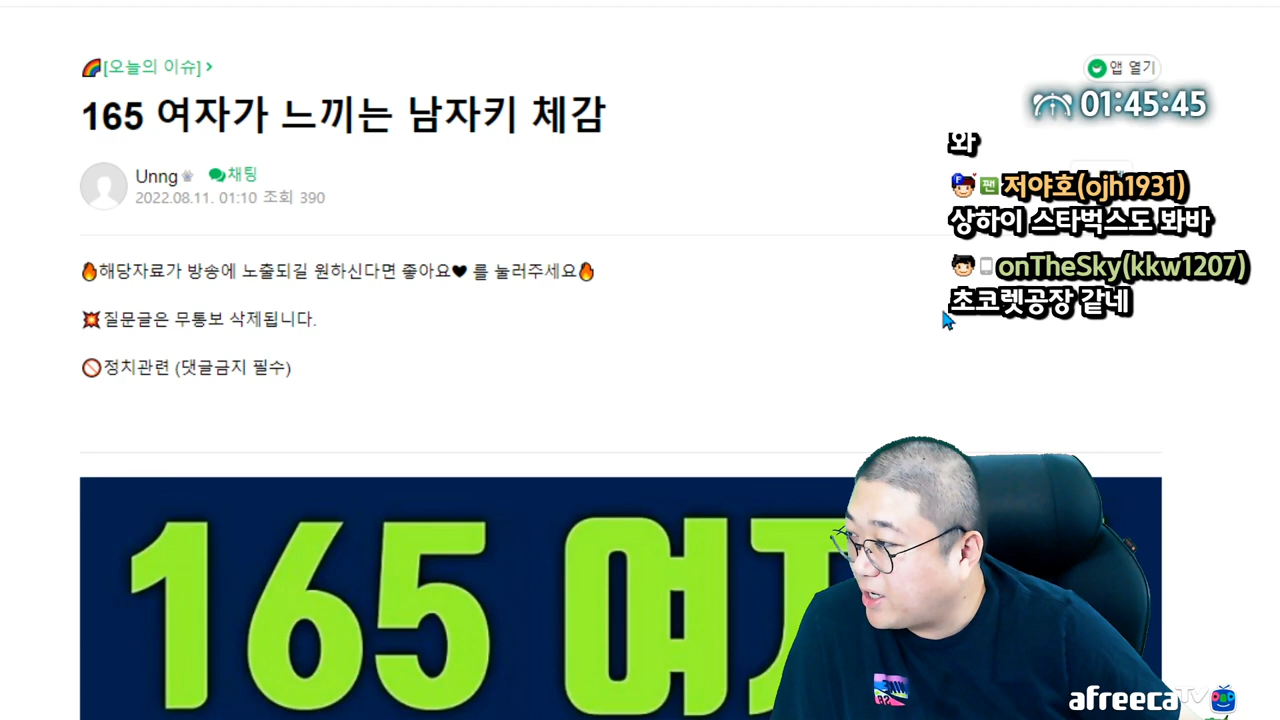 [오늘의 이슈] >
165 여자가 느끼는 남자키 체감
Unng 채팅
2022.08.11. 01:10 조회 390
해당자료가 방송에 노출되길 원하신다면 좋아요♥ 를 눌러주세요
질문글은 무통보 삭제됩니다.
정치관련 (댓글금지 필수)
165 여자
앱 열기
01:45:45
와
팬 저야호(ojh1931)
상하이 스타벅스도 봐바
onTheSky(kkw1207)
초코렛공장 같네
afreecaTV